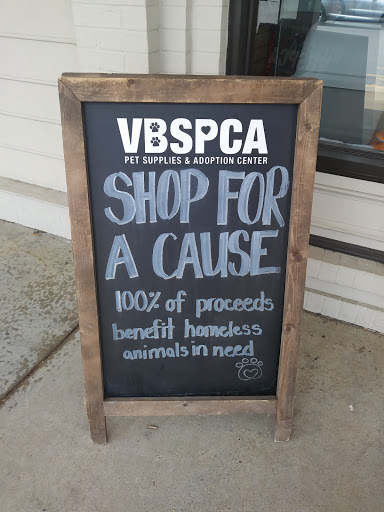 VBSPCA
PET SUPPLIES & ADOPTION CENTER
SHOP FOR
A CAUSE
100% of proceeds
benefit homeless
animals in need